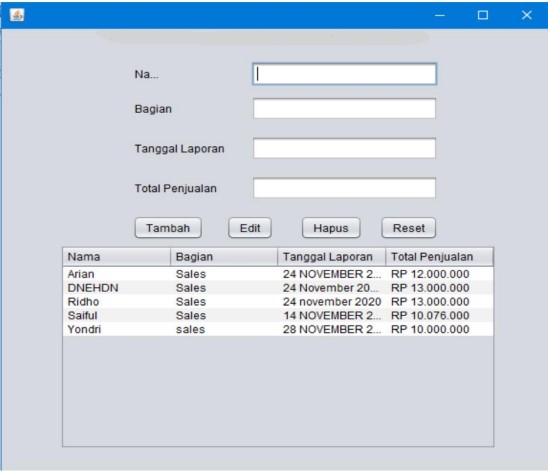 Na...
Bagian
Tanggal Laporan
Total Penjualan
Tambah Edit Hapus Reset
Nama Bagian Tanggal Laporan Total Penjualan
Arian Sales 24 NOVEMBER 2... RP 12.000.000
DNEHDN Sales 24 November 20... RP 13.000.000
Ridho Sales 24 november 2020 RP 13.000.000
Saiful Sales 14 NOVEMBER 2... RP 10.076.000
Yondri sales 28 NOVEMBER 2... RP 10.000.000